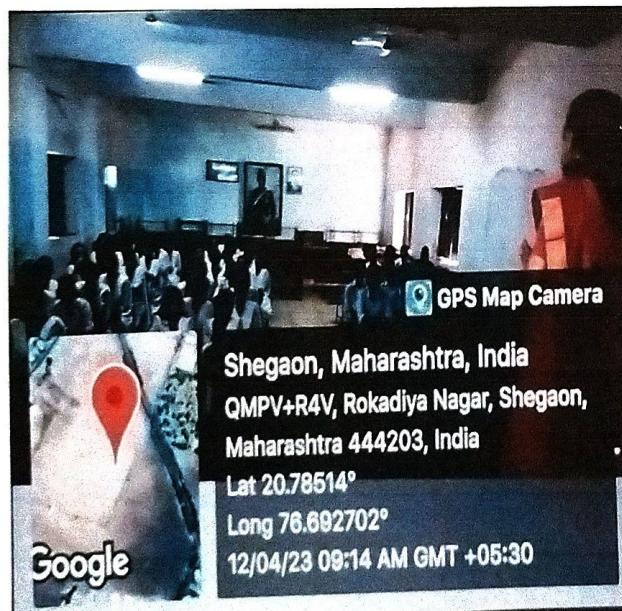 GPS Map Camera
Shegaon, Maharashtra, India
QMPV+R4V, Rokadiya Nagar, Shegaon,
Maharashtra 444203, India
Lat 20.78514°
Long 76.692702°
12/04/23 09:14 AM GMT +05:30
Google